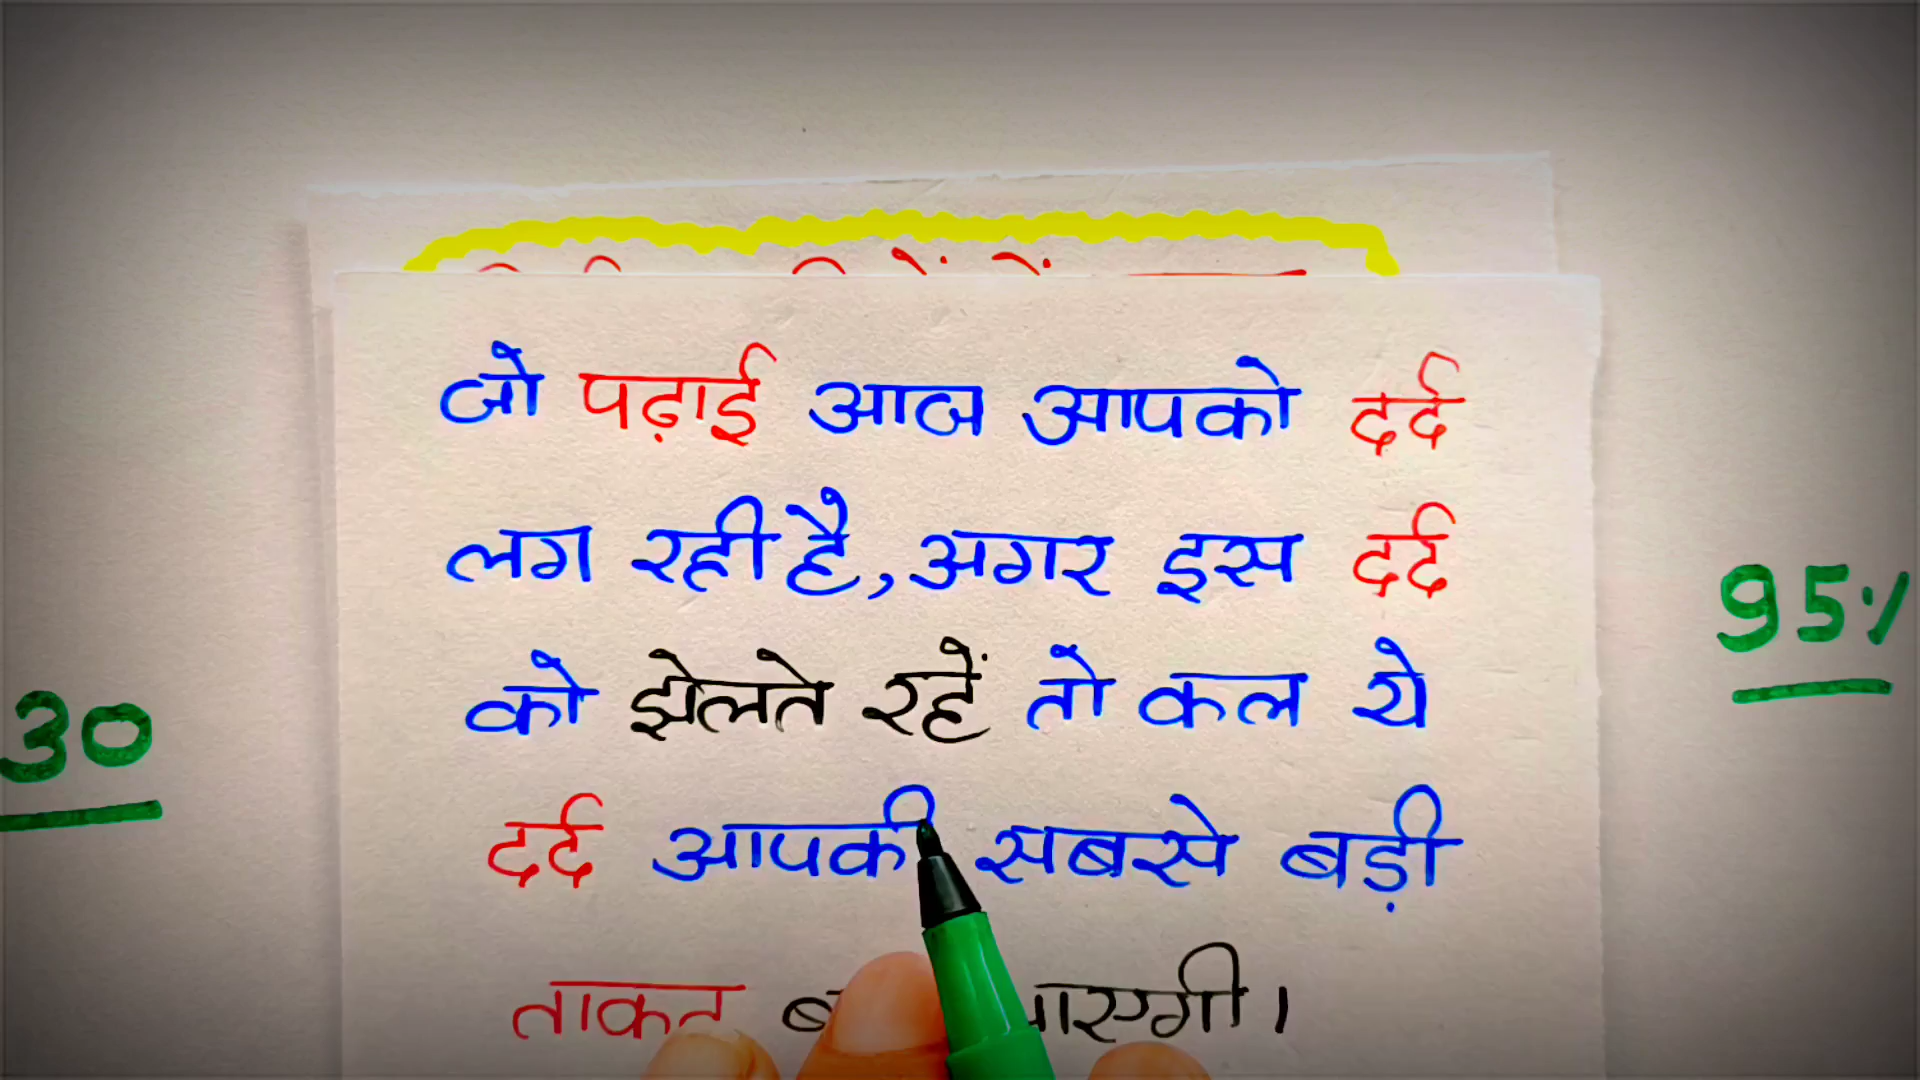 जो पढ़ाई आज आपको दर्द
लग रही है, अगर इस दर्द
को झेलते रहें तो कल ये
दर्द आपकी सबसे बड़ी
ताकत
30
95%